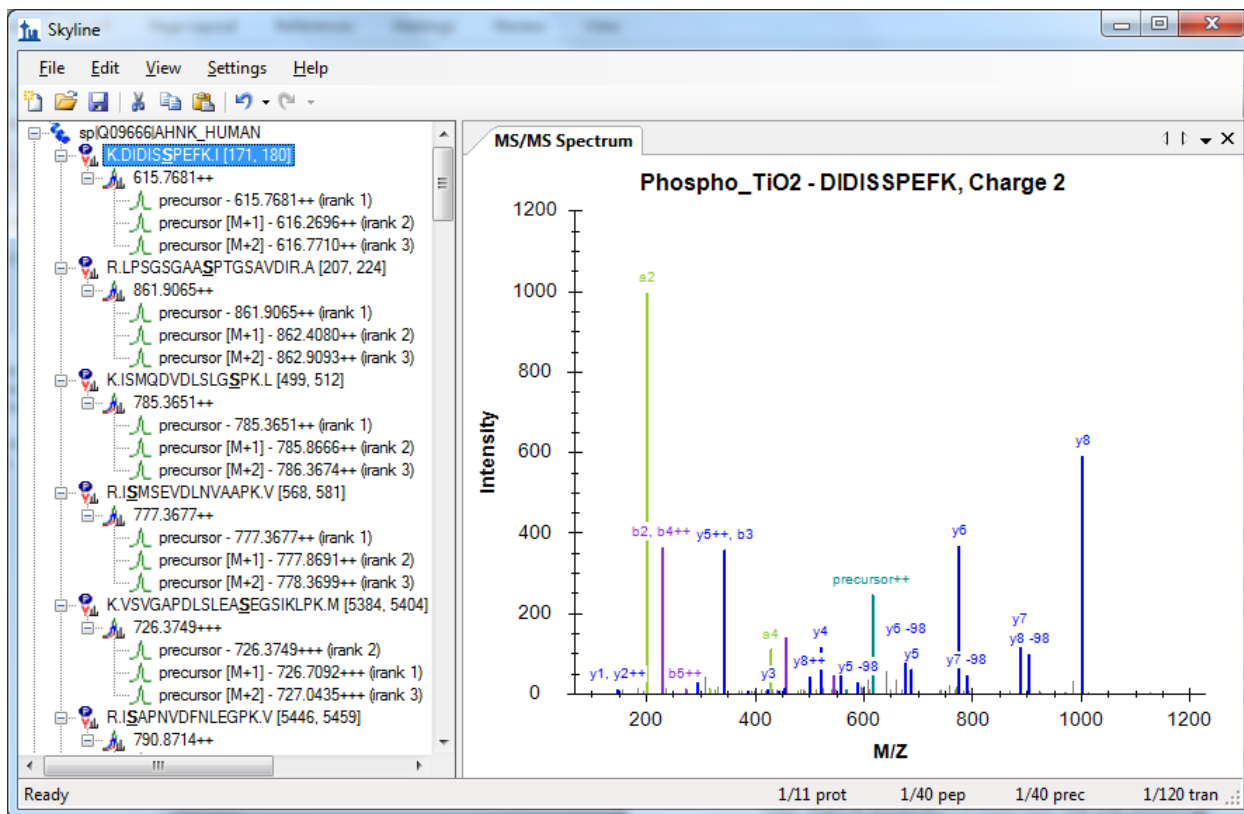 Skyline
File Edit View Settings Help
sp|Q09666|AHNK_HUMAN
K.DIDISSPEFK.I [171, 180]
615.7681++
precursor - 615.7681++ (irank 1)
precursor [M+1] - 616.2696++ (irank 2)
precursor [M+2] - 616.7710++ (irank 3)
R.LPSGSGAASPTGSAVDIR.A [207, 224]
861.9065++
precursor - 861.9065++ (irank 1)
precursor [M+1] - 862.4080++ (irank 2)
precursor [M+2] - 862.9093++ (irank 3)
K.ISMQDVDLSLGSPK.L [499, 512]
785.3651++
precursor - 785.3651++ (irank 1)
precursor [M+1] - 785.8666++ (irank 2)
precursor [M+2] - 786.3674++ (irank 3)
R.ISMSEVDLNVAAPK.V [568, 581]
777.3677++
precursor - 777.3677++ (irank 1)
precursor [M+1] - 777.8691++ (irank 2)
precursor [M+2] - 778.3699++ (irank 3)
K.VSVGAPDLSLEASEGSIKLPK.M [5384, 5404]
726.3749+++
precursor - 726.3749+++ (irank 2)
precursor [M+1] - 726.7092+++ (irank 1)
precursor [M+2] - 727.0435+++ (irank 3)
R.ISAPNVDFNLEGPK.V [5446, 5459]
790.8714++
MS/MS Spectrum
Phospho_TiO2 - DIDISSPEFK, Charge 2
1200
a2
1000
800
Intensity
600
y8
400
b2, b4++ y5++, b3
y6
precursor++
200
a4 y4 y6 -98 y7
y8 -98
y1, y2++ b5++ y3 y8++ y5 -98 y5 y7 -98
0
200 400 600 800 1000 1200
M/Z
Ready
1/11 prot 1/40 pep 1/40 prec 1/120 tran